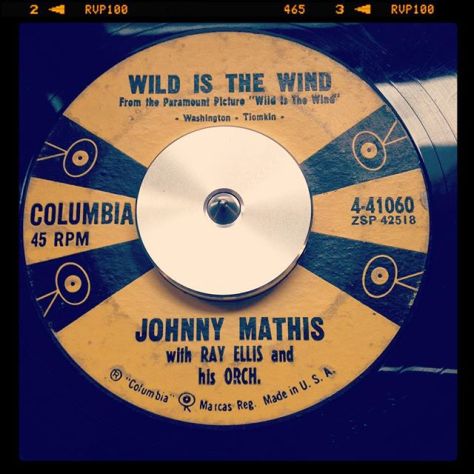 2 RVP100 465 3 RVP100
WILD IS THE WIND
From the Paramount Picture "Wild Is The Wind"
- Washington - Tiomkin -
COLUMBIA
45 RPM
4-41060
ZSP 42518
JOHNNY MATHIS
with RAY ELLIS and
his ORCH.
® "Columbia" Marcas Reg. Made in U. S. A.